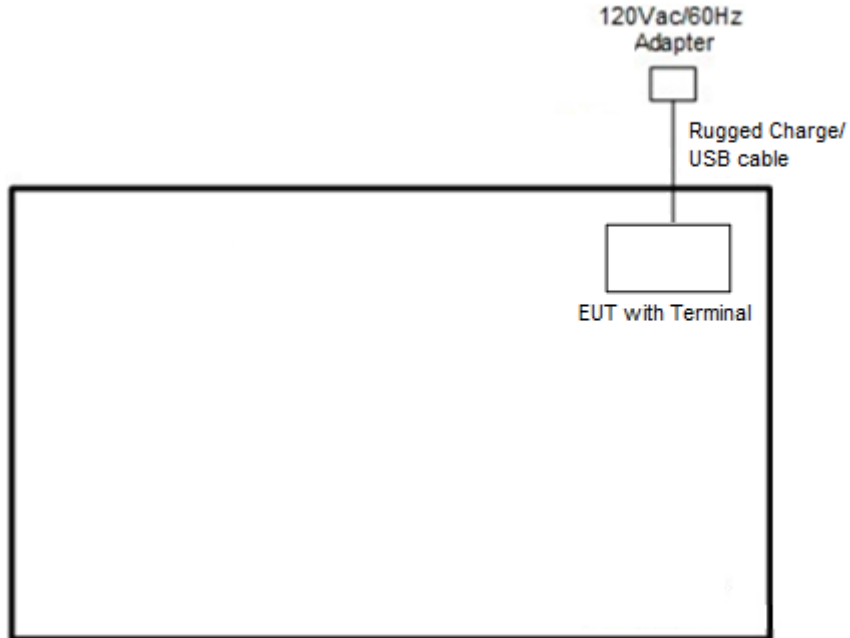 120Vac/60Hz
Adapter
Rugged Charge/
USB cable
EUT with Terminal